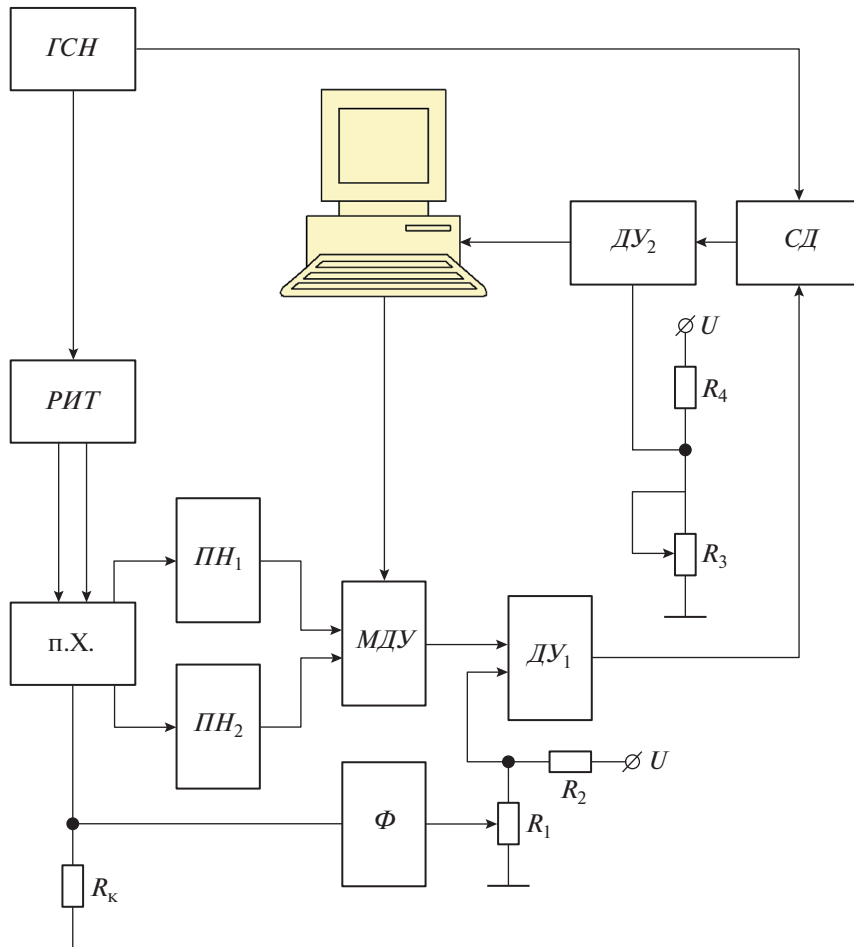 ГСН
ДУ₂
СД
U
R₄
РИТ
ПН₁
R₃
п.Х.
МДУ
ДУ₁
ПН₂
U
R₂
Ф
R₁
Rк